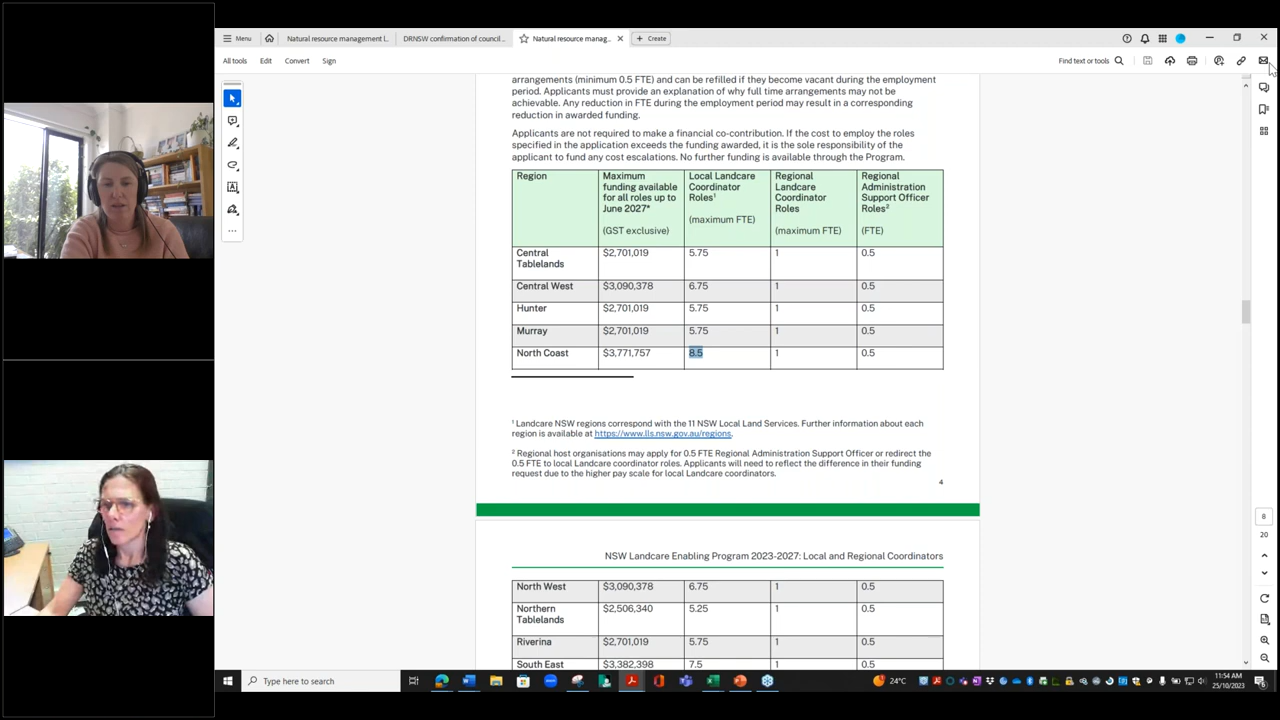 Menu
Natural resource management l..
DRNSW confirmation of council ..
Natural resource manag..
Create
All tools
Edit
Convert
Sign
Find text or tools
arrangements (minimum 0.5 FTE) and can be refilled if they become vacant during the employment
period. Applicants must provide an explanation of why full time arrangements may not be
achievable. Any reduction in FTE during the employment period may result in a corresponding
reduction in awarded funding.
Applicants are not required to make a financial co-contribution. If the cost to employ the roles
specified in the application exceeds the funding awarded, it is the sole responsibility of the
applicant to fund any cost escalations. No further funding is available through the Program.
Region
Maximum
funding available
for all roles up to
June 2027*
(GST exclusive)
Local Landcare
Coordinator
Roles1
(maximum FTE)
Regional
Landcare
Coordinator
Roles
(maximum FTE)
Regional
Administration
Support Officer
Roles2
(FTE)
Central
Tablelands
$2,701,019
5.75
1
0.5
Central West
$3,090,378
6.75
1
0.5
Hunter
$2,701,019
5.75
1
0.5
Murray
$2,701,019
5.75
1
0.5
North Coast
$3,771,757
8.5
1
0.5
1 Landcare NSW regions correspond with the 11 NSW Local Land Services. Further information about each
region is available at https://www.lls.nsw.gov.au/regions.
2 Regional host organisations may apply for 0.5 FTE Regional Administration Support Officer or redirect the
0.5 FTE to local Landcare coordinator roles. Applicants will need to reflect the difference in their funding
request due to the higher pay scale for local Landcare coordinators.
4
NSW Landcare Enabling Program 2023-2027: Local and Regional Coordinators
North West
$3,090,378
6.75
1
0.5
Northern
Tablelands
$2,506,340
5.25
1
0.5
Riverina
$2,701,019
5.75
1
0.5
South East
$3,382,398
7.5
1
0.5
8
20
Type here to search
24°C
11:54 AM
25/10/2023